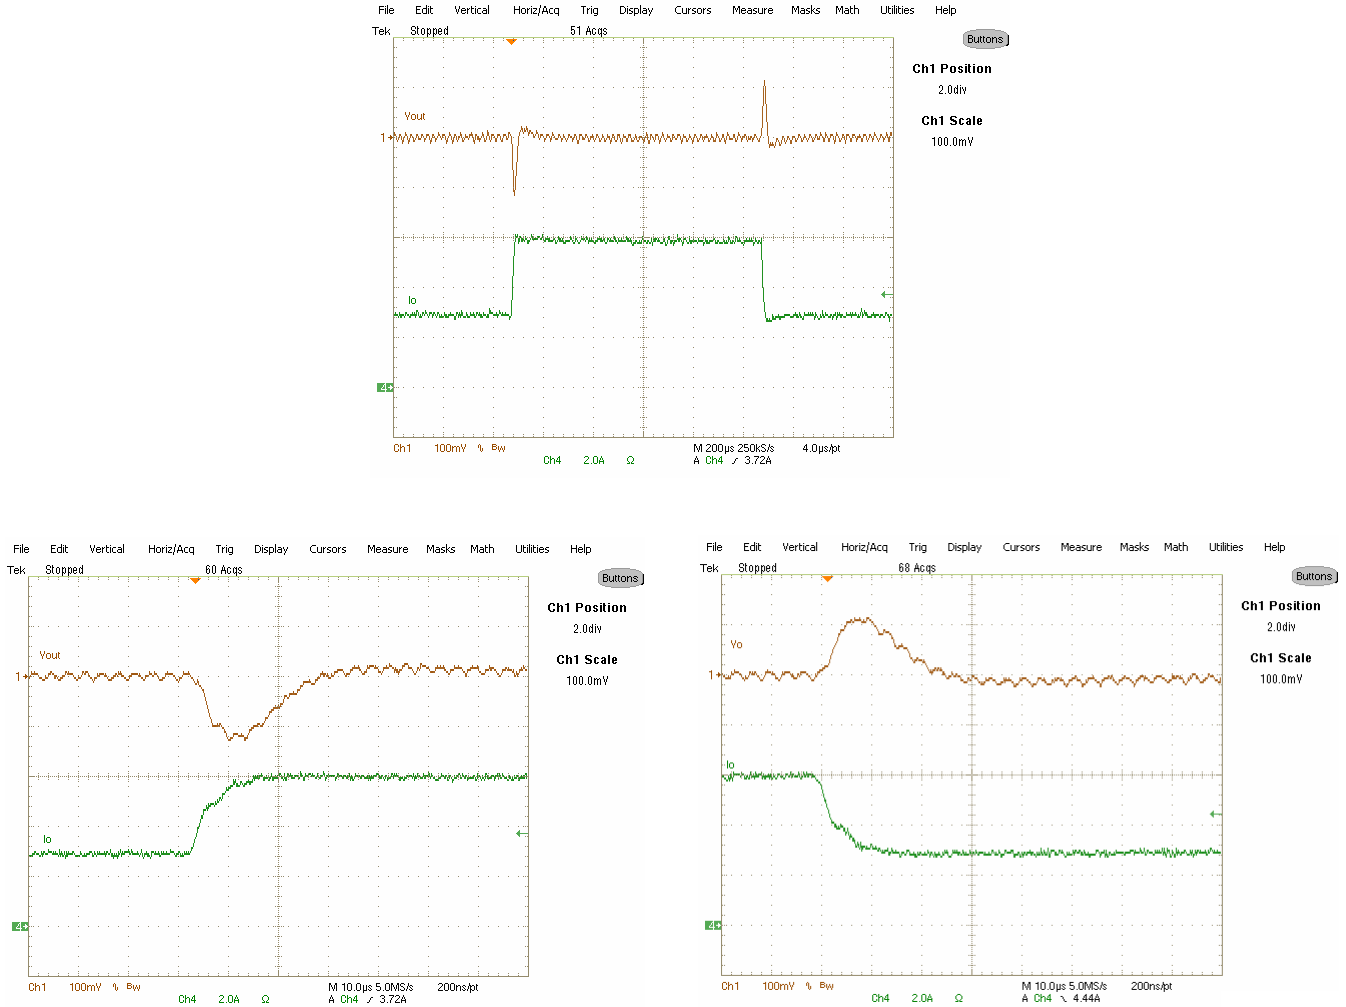 File Edit Vertical Horiz/Acq Trig Display Cursors Measure Masks Math Utilities Help
Tek Stopped 51 Acqs
Buttons
Ch1 Position
2.0div
Ch1 Scale
100.0mV
Vout
1
Io
4
Ch1 100mV Bw M 200µs 250kS/s 4.0µs/pt
Ch4 2.0A Ω A Ch4 3.72A
File Edit Vertical Horiz/Acq Trig Display Cursors Measure Masks Math Utilities Help
Tek Stopped 60 Acqs
Buttons
Ch1 Position
2.0div
Ch1 Scale
100.0mV
Vout
1
Io
4
Ch1 100mV Bw M 10.0µs 5.0MS/s 200ns/pt
Ch4 2.0A Ω A Ch4 3.72A
File Edit Vertical Horiz/Acq Trig Display Cursors Measure Masks Math Utilities Help
Tek Stopped 68 Acqs
Buttons
Ch1 Position
2.0div
Ch1 Scale
100.0mV
Vo
1
Io
4
Ch1 100mV Bw M 10.0µs 5.0MS/s 200ns/pt
Ch4 2.0A Ω A Ch4 4.44A